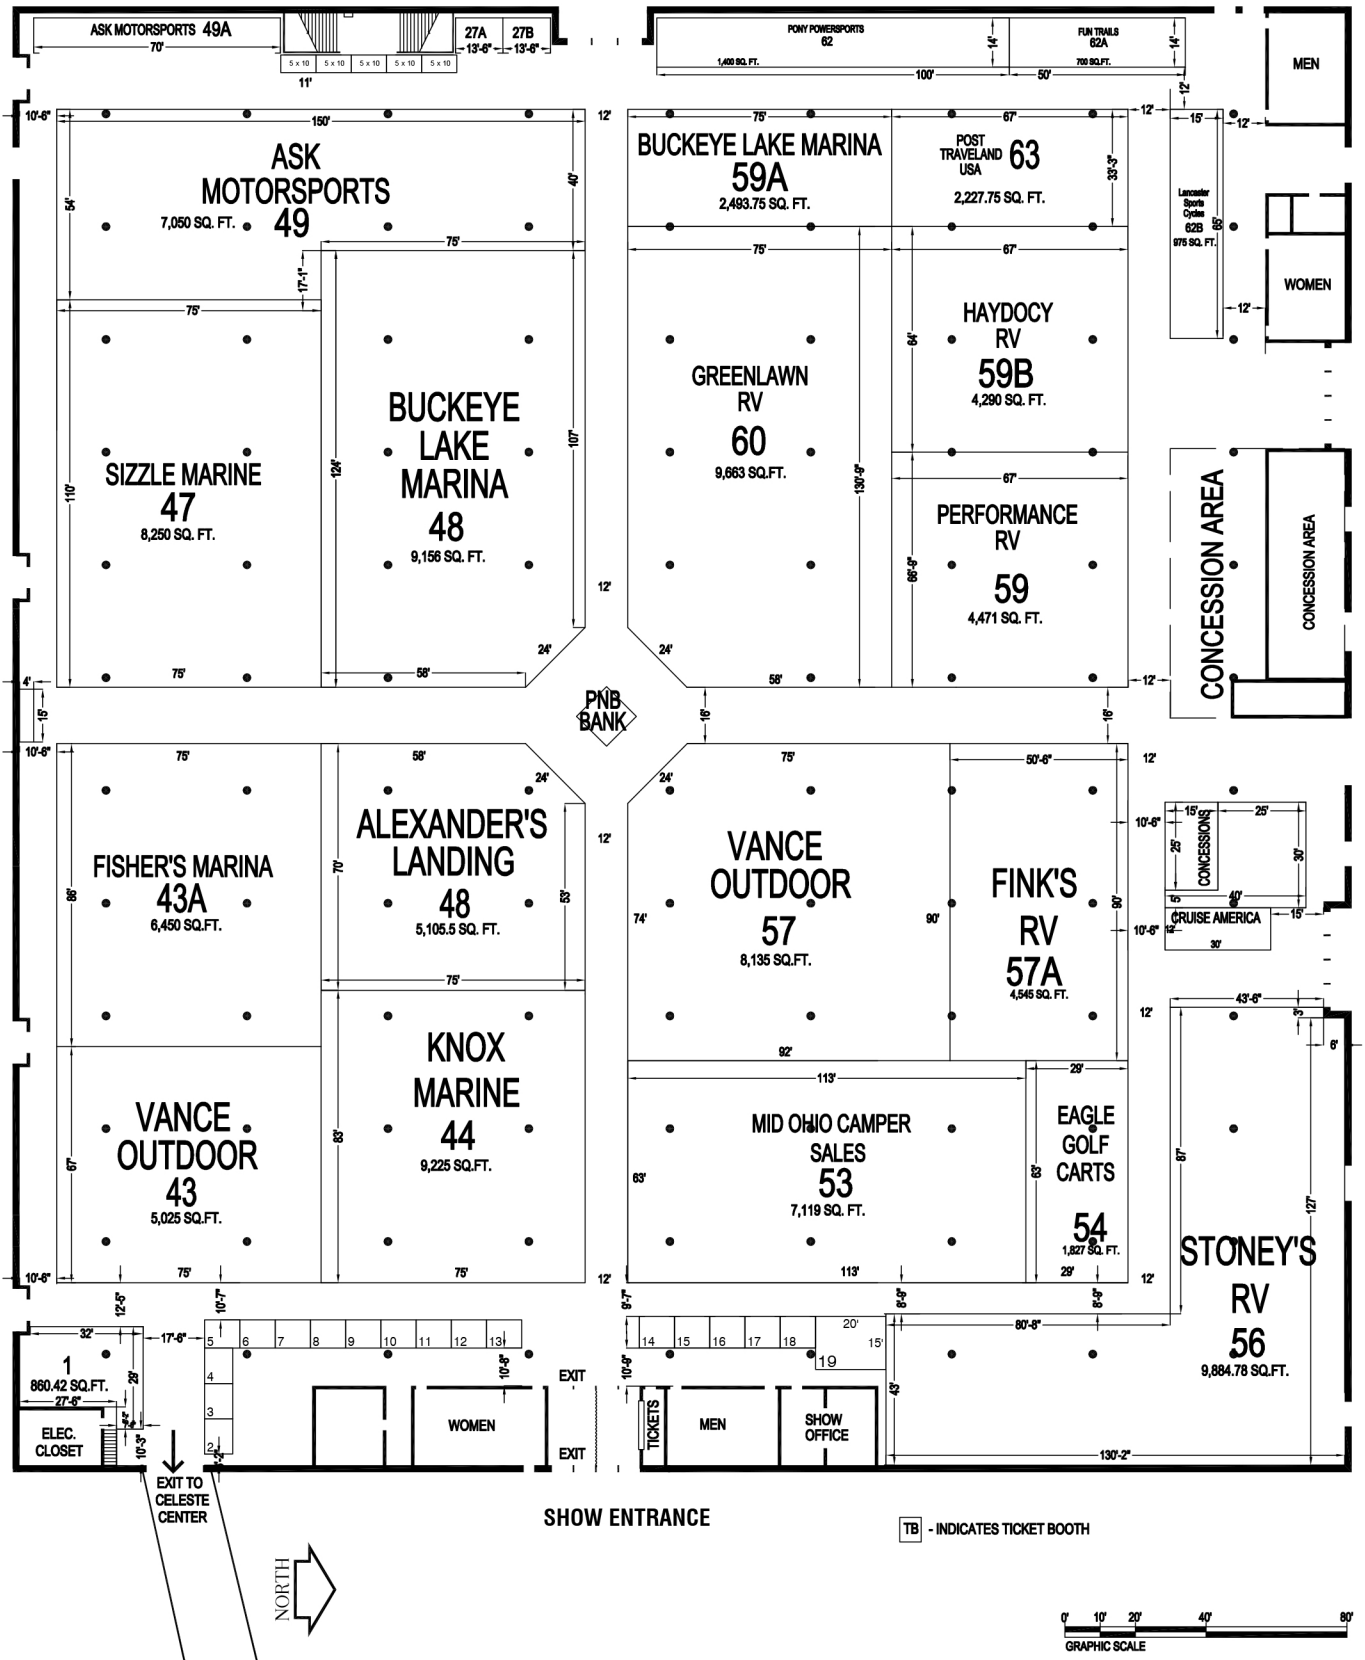 ASK MOTORSPORTS 49A
70'
27A
13'-6"
27B
13'-6"
5 x 10
5 x 10
5 x 10
5 x 10
5 x 10
11'
PONY POWERSPORTS
62
1,400 SQ. FT.
14'
100'
FUN TRAILS
62A
700 SQ.FT.
14'
50'
12'
MEN
10'-6"
150'
12'
ASK
MOTORSPORTS
7,050 SQ. FT.
49
54'
40'
75'
17'-1"
75'
75'
BUCKEYE LAKE MARINA
59A
2,493.75 SQ. FT.
67'
POST
TRAVELAND
USA
63
2,227.75 SQ. FT.
33'-3"
12'
15'
12'
Lancaster
Sports
Cycles
62B
975 SQ. FT.
65'
WOMEN
12'
SIZZLE MARINE
47
8,250 SQ. FT.
110'
75'
BUCKEYE
LAKE
MARINA
48
9,156 SQ. FT.
124'
107'
58'
24'
12'
75'
GREENLAWN
RV
60
9,663 SQ.FT.
130'-9"
24'
58'
67'
HAYDOCY
RV
59B
4,290 SQ. FT.
64'
67'
PERFORMANCE
RV
59
4,471 SQ. FT.
66'-9"
12'
CONCESSION AREA
CONCESSION AREA
4'
15'
PNB
BANK
16'
16'
10'-6"
75'
FISHER'S MARINA
43A
6,450 SQ.FT.
86'
58'
24'
ALEXANDER'S
LANDING
48
5,105.5 SQ. FT.
70'
53'
75'
12'
24'
75'
VANCE
OUTDOOR
57
8,135 SQ.FT.
74'
90'
92'
50'-6"
FINK'S
RV
57A
4,545 SQ. FT.
90'
12'
10'-6"
10'-6"
12'
15'
25'
CONCESSIONS
25'
30'
5'
40'
CRUISE AMERICA
12'
15'
30'
43'-6"
3'
6'
VANCE
OUTDOOR
43
5,025 SQ.FT.
67'
75'
10'-6"
KNOX
MARINE
44
9,225 SQ.FT.
83'
75'
12'
113'
MID OHIO CAMPER
SALES
53
7,119 SQ. FT.
63'
113'
29'
EAGLE
GOLF
CARTS
54
1,827 SQ. FT.
63'
29'
12'
87'
127'
STONEY'S
RV
56
9,884.78 SQ.FT.
80'-8"
43'
130'-2"
12'-5"
10'-7"
9'-7"
8'-9"
8'-9"
32'
17'-6"
1
860.42 SQ.FT.
27'-6"
29'
10'-3"
ELEC.
CLOSET
5
6
7
8
9
10
11
12
13
4
3
2
10'-8"
14
15
16
17
18
20'
15'
19
10'-9"
EXIT
EXIT
WOMEN
TICKETS
MEN
SHOW
OFFICE
EXIT TO
CELESTE
CENTER
SHOW ENTRANCE
TB - INDICATES TICKET BOOTH
NORTH
0' 10' 20' 40' 80'
GRAPHIC SCALE